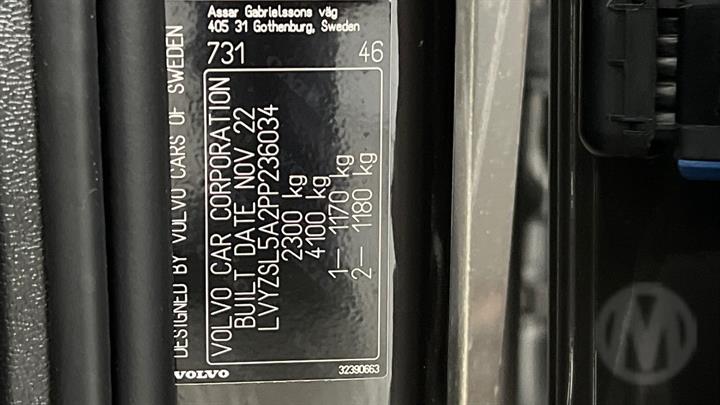 Assar Gabrielssons väg
405 31 Gothenburg, Sweden
731 46
DESIGNED BY VOLVO CARS OF SWEDEN
VOLVO CAR CORPORATION
BUILT DATE NOV 22
LVYZSL5A2PP236034
2300 kg
4100 kg
1– 1170 kg
2– 1180 kg
VOLVO 32390663
M